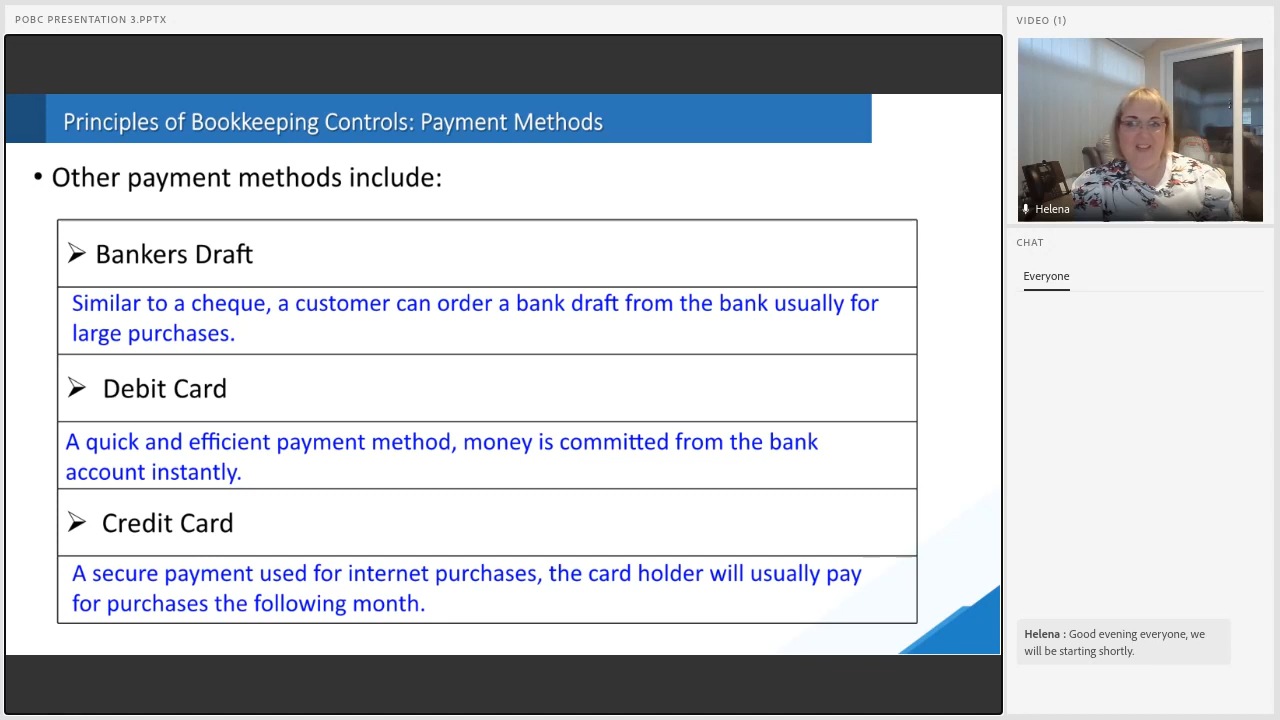 POBC PRESENTATION 3.PPTX
Principles of Bookkeeping Controls: Payment Methods
• Other payment methods include:
➢ Bankers Draft
Similar to a cheque, a customer can order a bank draft from the bank usually for
large purchases.
➢ Debit Card
A quick and efficient payment method, money is committed from the bank
account instantly.
➢ Credit Card
A secure payment used for internet purchases, the card holder will usually pay
for purchases the following month.
VIDEO (1)
Helena
CHAT
Everyone
Helena : Good evening everyone, we
will be starting shortly.